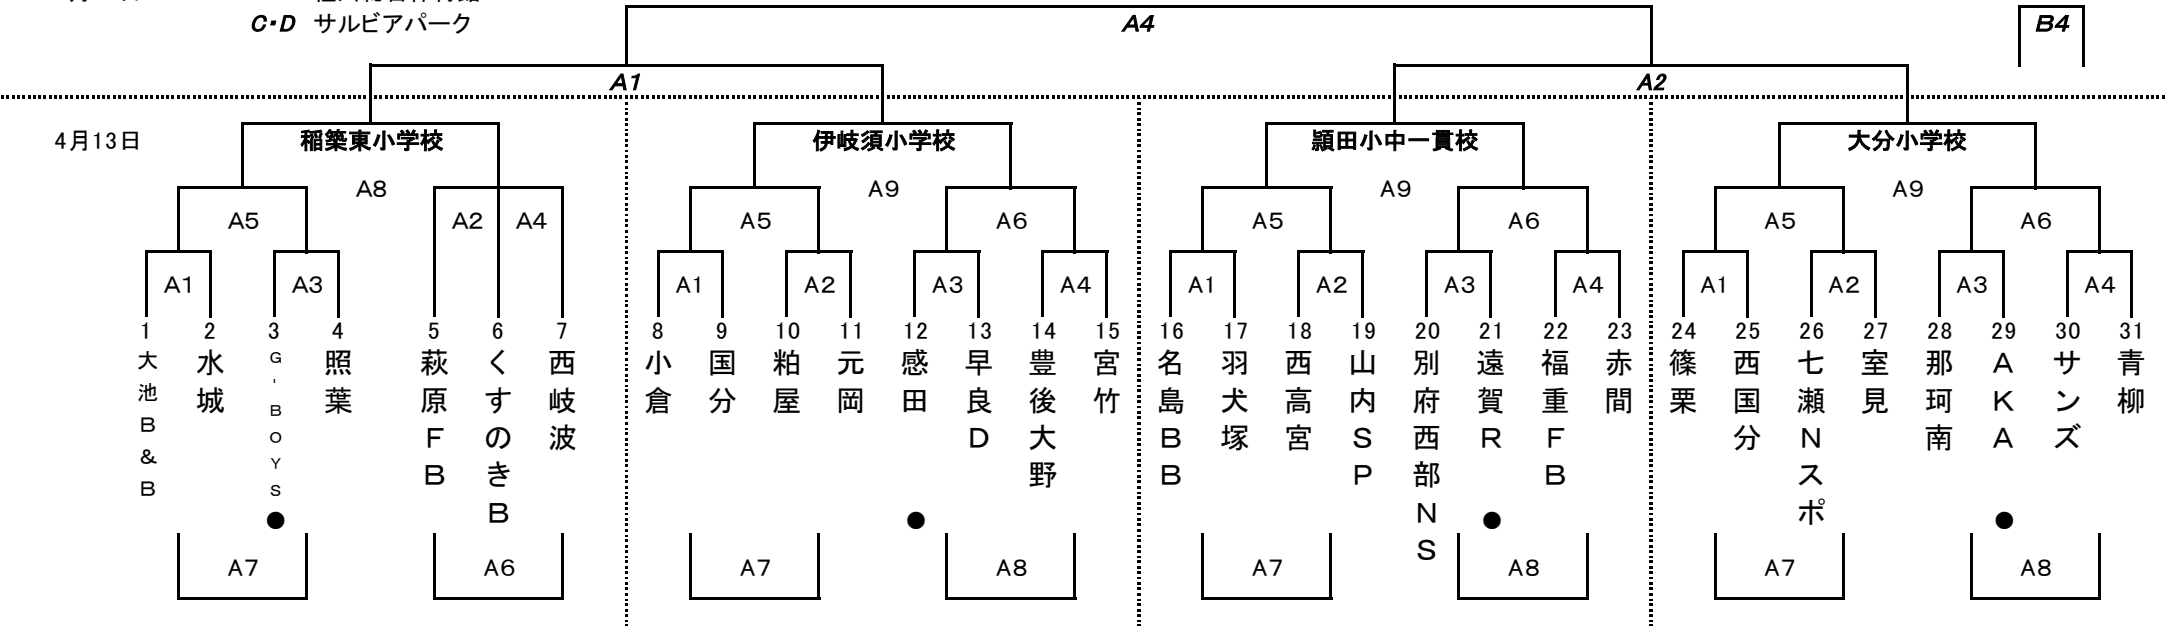 C・D サルビアパーク
A4
B4
A1
A2
4月13日
稲築東小学校
伊岐須小学校
頴田小中一貫校
大分小学校
A8
A9
A9
A9
A5
A2
A4
A5
A6
A5
A6
A5
A6
A1
A3
A1
A2
A3
A4
A1
A2
A3
A4
A1
A2
A3
A4
1 2 3 4 5 6 7 8 9 10 11 12 13 14 15 16 17 18 19 20 21 22 23 24 25 26 27 28 29 30 31
大池B&B
水城
G'BOYS
照葉
萩原FB
くすのきB
西岐波
小倉
国分
粕屋
元岡
感田
早良D
豊後大野
宮竹
名島BB
羽犬塚
西高宮
山内SP
別府西部NS
遠賀R
福重FB
赤間
篠栗
西国分
七瀬Nスポ
室見
那珂南
AKA
サンズ
青柳
● ● ● ●
A7
A6
A7
A8
A7
A8
A7
A8